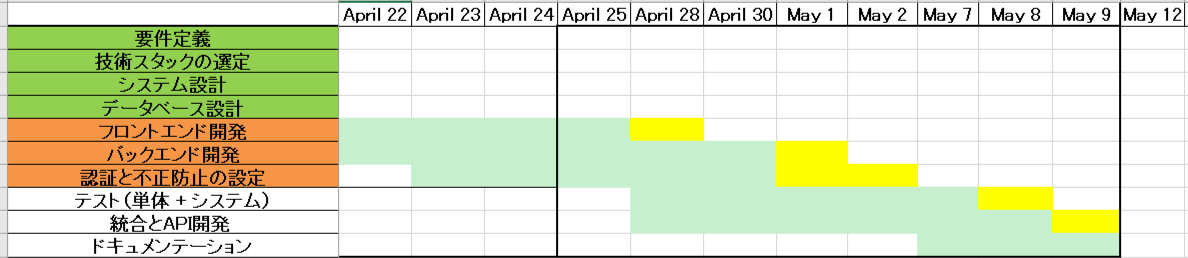 April 22 April 23 April 24 April 25 April 28 April 30 May 1 May 2 May 7 May 8 May 9 May 12
要件定義
技術スタックの選定
システム設計
データベース設計
フロントエンド開発
バックエンド開発
認証と不正防止の設定
テスト(単体 + システム)
統合とAPI開発
ドキュメンテーション